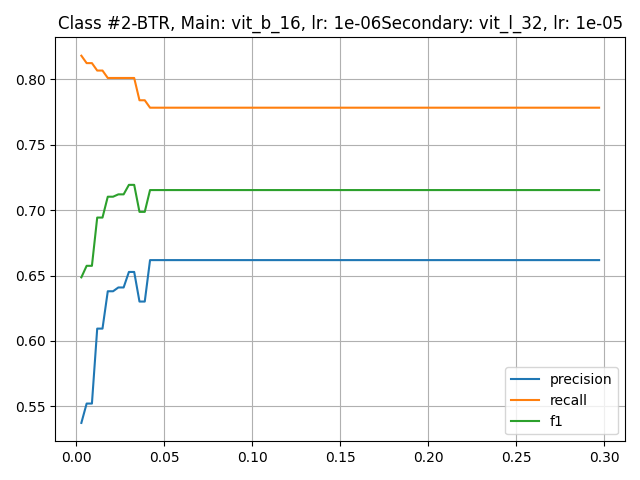 Class #2-BTR, Main: vit_b_16, lr: 1e-06Secondary: vit_l_32, lr: 1e-05
0.80
0.75
0.70
0.65
0.60
0.55
precision
recall
f1
0.00 0.05 0.10 0.15 0.20 0.25 0.30